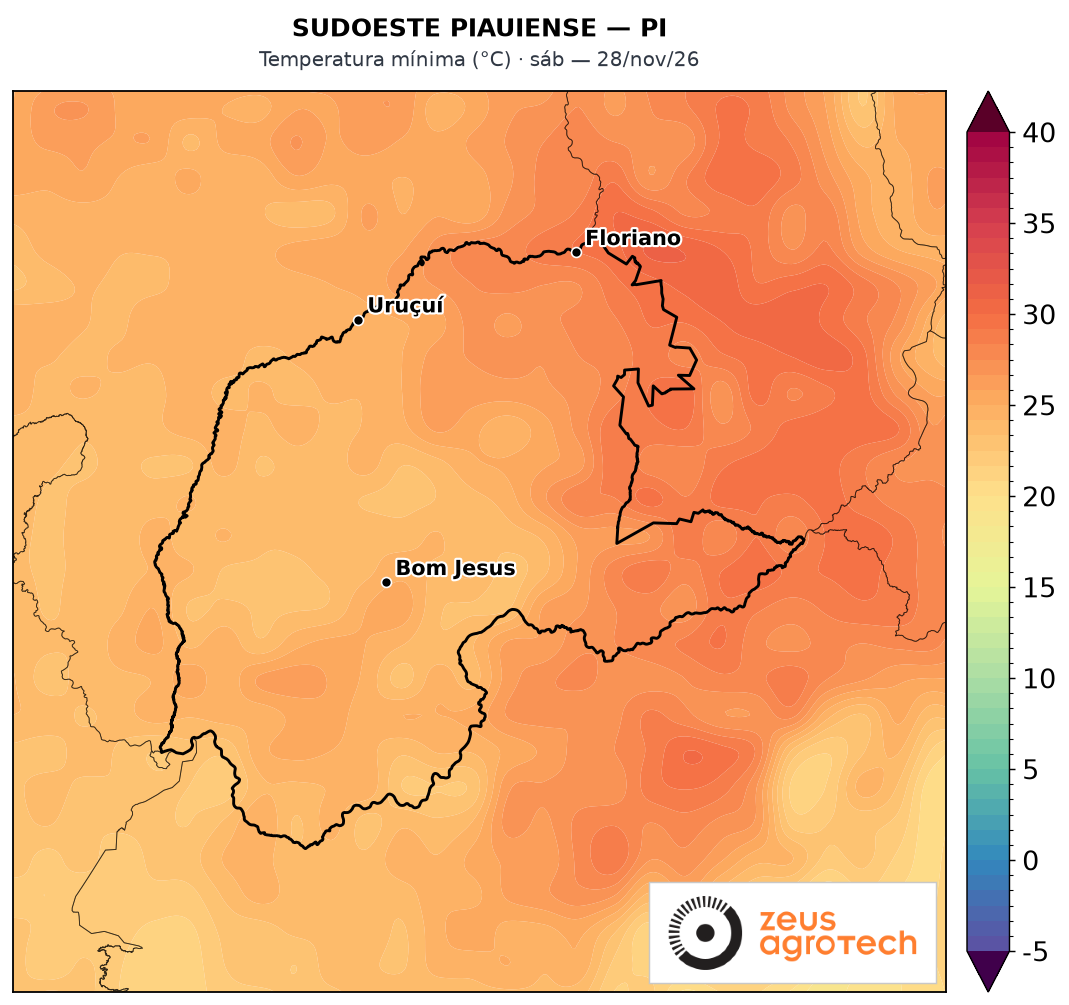 SUDOESTE PIAUIENSE — PI
Temperatura mínima (°C) · sáb — 28/nov/26
Floriano
Uruçuí
Bom Jesus
40
35
30
25
20
15
10
5
0
-5
zeus
agrotech